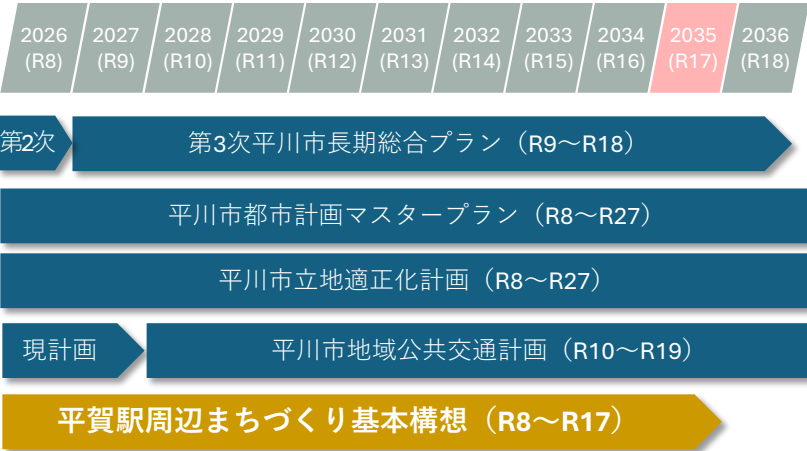 2026 2027 2028 2029 2030 2031 2032 2033 2034 2035 2036
(R8) (R9) (R10) (R11) (R12) (R13) (R14) (R15) (R16) (R17) (R18)
第2次 第3次平川市長期総合プラン（R9～R18）
平川市都市計画マスタープラン（R8～R27）
平川市立地適正化計画（R8～R27）
現計画 平川市地域公共交通計画（R10～R19）
平賀駅周辺まちづくり基本構想（R8～R17）